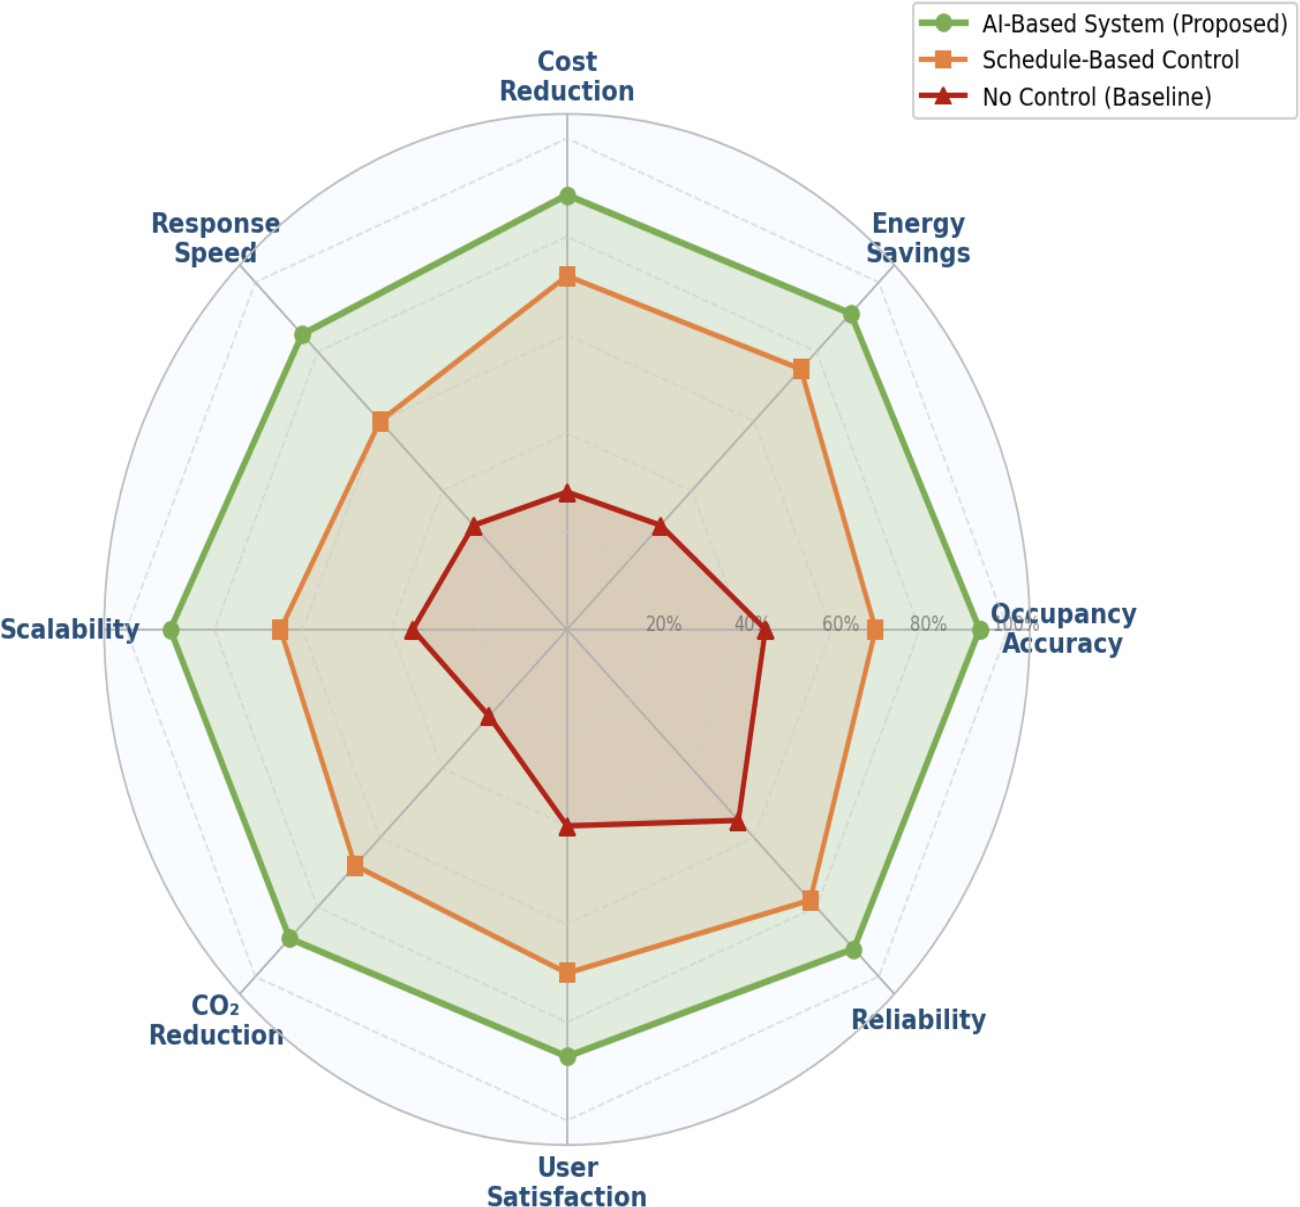 AI-Based System (Proposed)
Schedule-Based Control
No Control (Baseline)
Cost
Reduction
Response
Speed
Energy
Savings
Scalability
20%
40%
60%
80%
100%
Occupancy
Accuracy
CO₂
Reduction
Reliability
User
Satisfaction